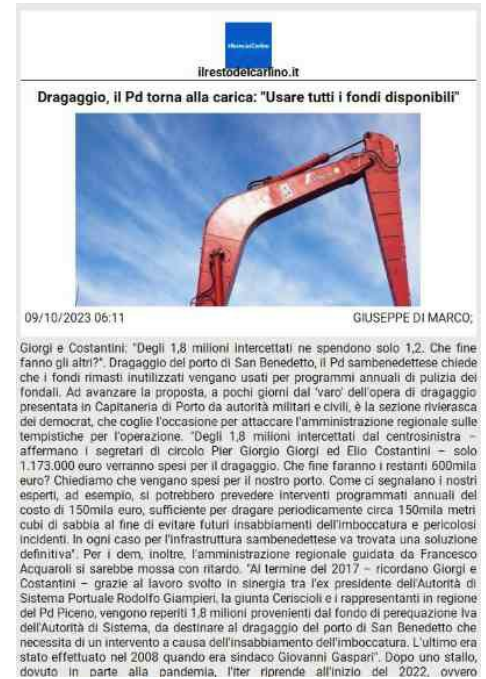 ilRestodelCarlino
ilrestodelcarlino.it
Dragaggio, il Pd torna alla carica: "Usare tutti i fondi disponibili"
09/10/2023 06:11 GIUSEPPE DI MARCO;
Giorgi e Costantini: "Degli 1,8 milioni intercettati ne spendono solo 1,2. Che fine
fanno gli altri?". Dragaggio del porto di San Benedetto, il Pd sambenedettese chiede
che i fondi rimasti inutilizzati vengano usati per programmi annuali di pulizia dei
fondali. Ad avanzare la proposta, a pochi giorni dal 'varo' dell'opera di dragaggio
presentata in Capitaneria di Porto da autorità militari e civili, è la sezione rivierasca
dei democrat, che coglie l'occasione per attaccare l'amministrazione regionale sulle
tempistiche per l'operazione. "Degli 1,8 milioni intercettati dal centrosinistra –
affermano i segretari di circolo Pier Giorgio Giorgi ed Elio Costantini – solo
1.173.000 euro verranno spesi per il dragaggio. Che fine faranno i restanti 600mila
euro? Chiediamo che vengano spesi per il nostro porto. Come ci segnalano i nostri
esperti, ad esempio, si potrebbero prevedere interventi programmati annuali del
costo di 150mila euro, sufficiente per dragare periodicamente circa 150mila metri
cubi di sabbia al fine di evitare futuri insabbiamenti dell'imboccatura e pericolosi
incidenti. In ogni caso per l'infrastruttura sambenedettese va trovata una soluzione
definitiva". Per i dem, inoltre, l'amministrazione regionale guidata da Francesco
Acquaroli si sarebbe mossa con ritardo. "Al termine del 2017 – ricordano Giorgi e
Costantini – grazie al lavoro svolto in sinergia tra l'ex presidente dell'Autorità di
Sistema Portuale Rodolfo Giampieri, la giunta Ceriscioli e i rappresentanti in regione
del Pd Piceno, vengono reperiti 1,8 milioni provenienti dal fondo di perequazione Iva
dell'Autorità di Sistema, da destinare al dragaggio del porto di San Benedetto che
necessita di un intervento a causa dell'insabbiamento dell'imboccatura. L'ultimo era
stato effettuato nel 2008 quando era sindaco Giovanni Gaspari". Dopo uno stallo,
dovuto in parte alla pandemia, l'iter riprende all'inizio del 2022, ovvero